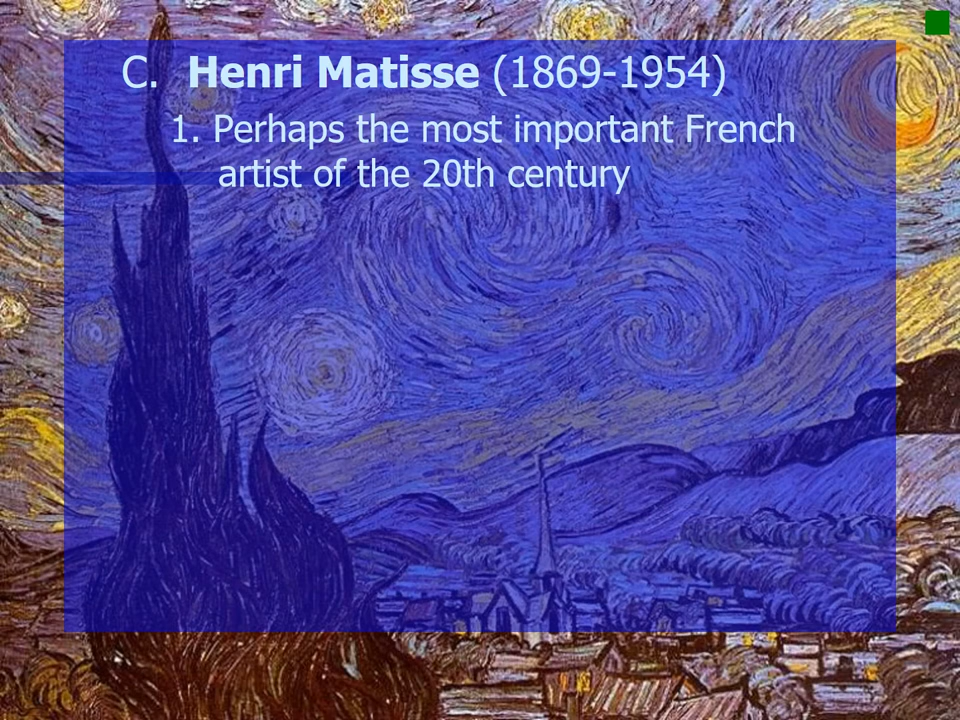 C. Henri Matisse (1869-1954)
1. Perhaps the most important French
artist of the 20th century